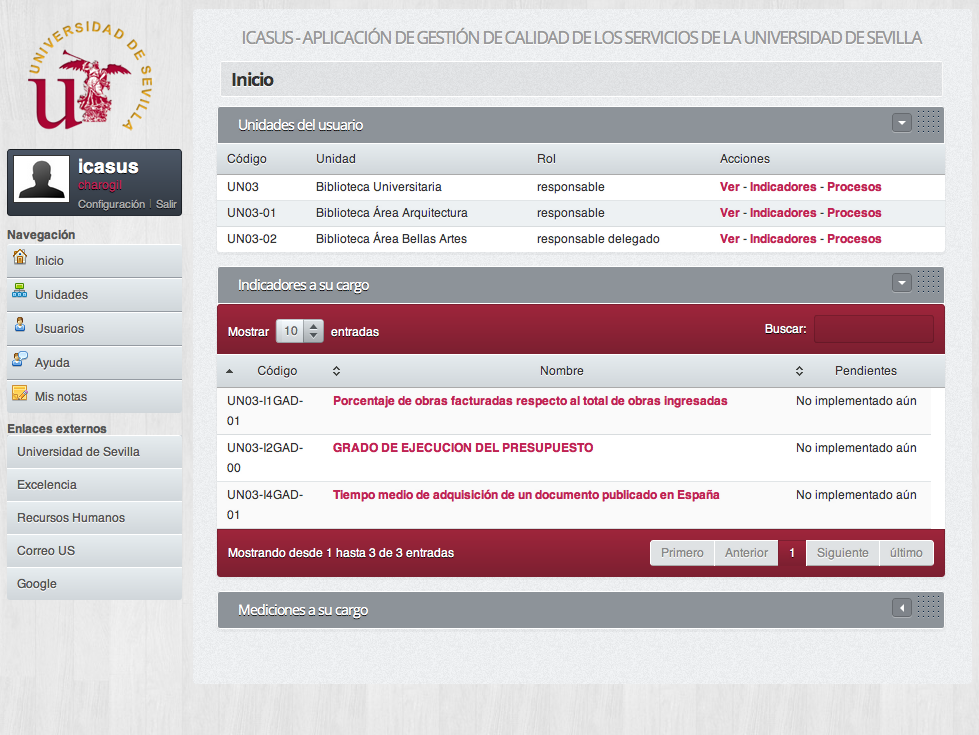 UNIVERSIDAD DE SEVILLA
u
ICASUS - APLICACIÓN DE GESTIÓN DE CALIDAD DE LOS SERVICIOS DE LA UNIVERSIDAD DE SEVILLA
Inicio
icasus
charogil
Configuración | Salir
Navegación
Inicio
Unidades
Usuarios
Ayuda
Mis notas
Enlaces externos
Universidad de Sevilla
Excelencia
Recursos Humanos
Correo US
Google
Unidades del usuario
Código Unidad Rol Acciones
UN03 Biblioteca Universitaria responsable Ver - Indicadores - Procesos
UN03-01 Biblioteca Área Arquitectura responsable Ver - Indicadores - Procesos
UN03-02 Biblioteca Área Bellas Artes responsable delegado Ver - Indicadores - Procesos
Indicadores a su cargo
Mostrar 10 entradas Buscar:
Código Nombre Pendientes
UN03-I1GAD- Porcentaje de obras facturadas respecto al total de obras ingresadas No implementado aún
01
UN03-I2GAD- GRADO DE EJECUCION DEL PRESUPUESTO No implementado aún
00
UN03-I4GAD- Tiempo medio de adquisición de un documento publicado en España No implementado aún
01
Mostrando desde 1 hasta 3 de 3 entradas Primero Anterior 1 Siguiente último
Mediciones a su cargo